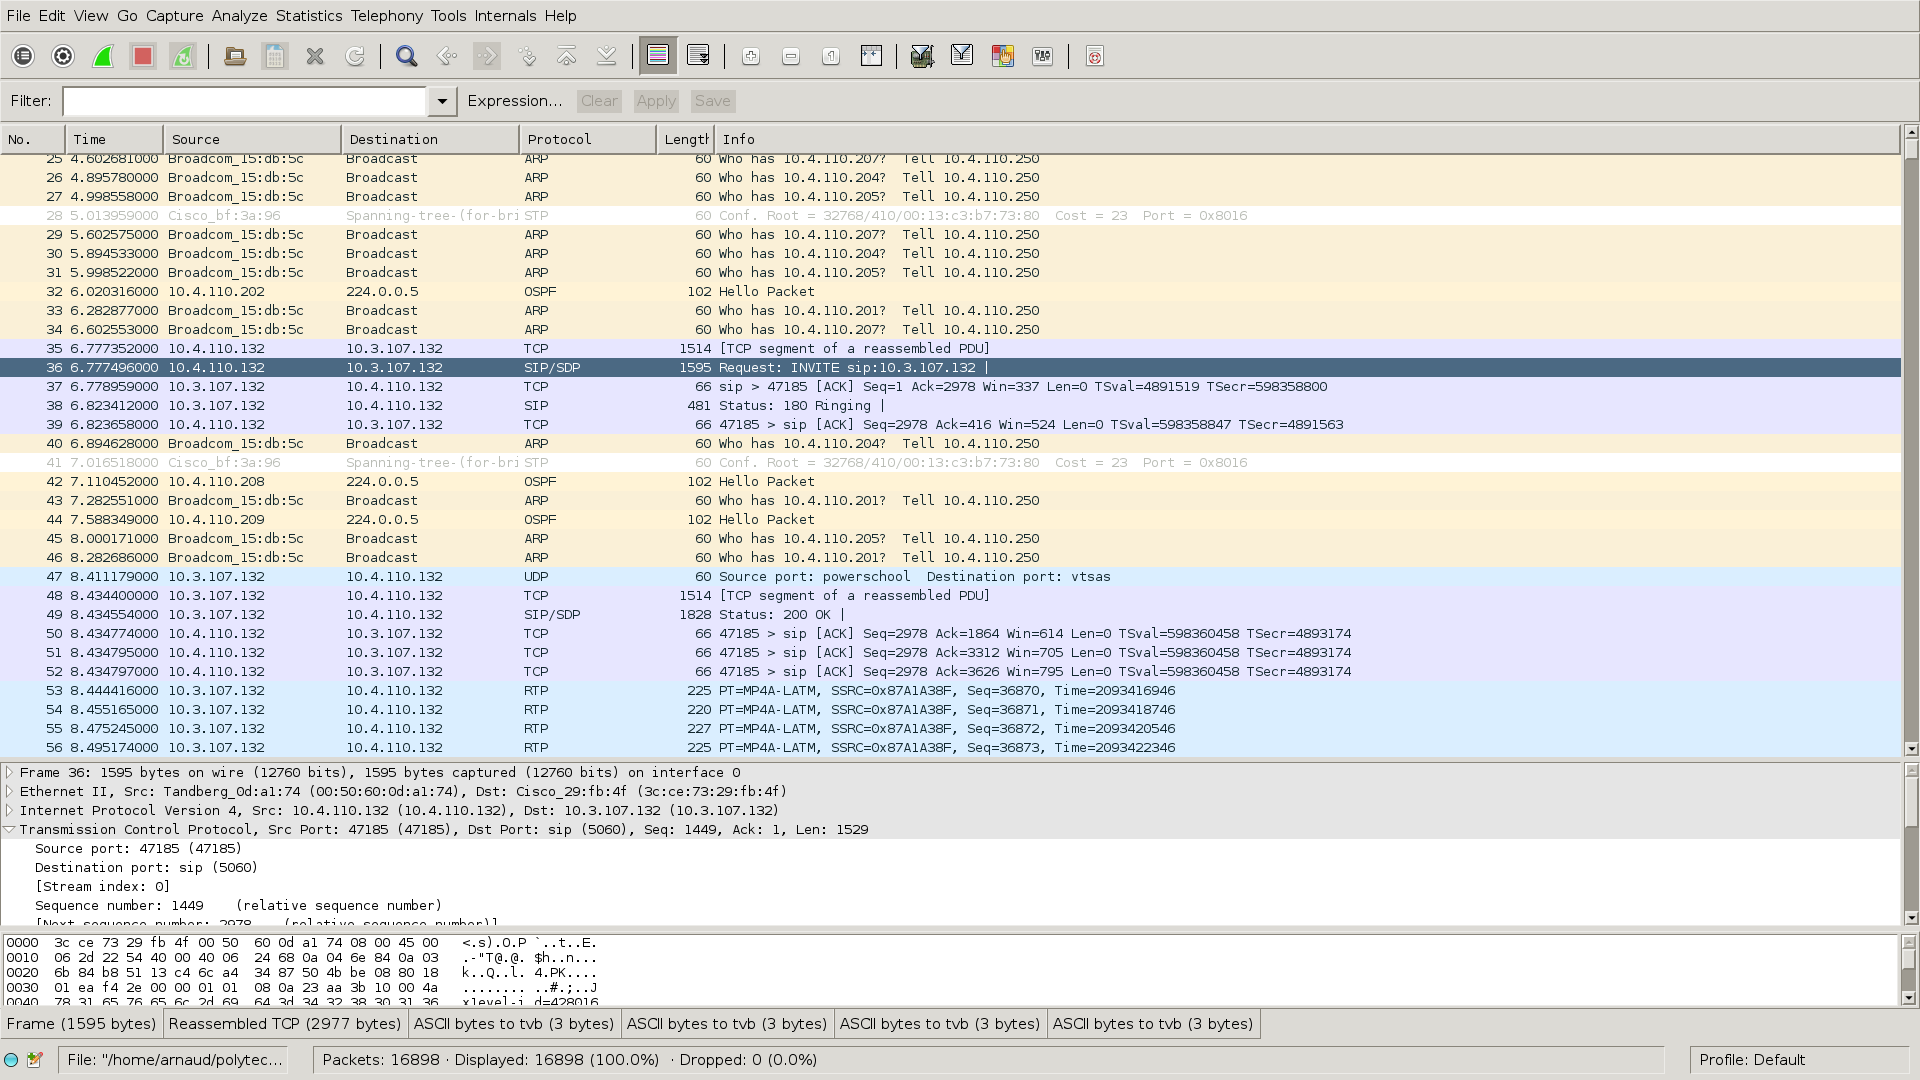 File Edit View Go Capture Analyze Statistics Telephony Tools Internals Help
Filter: Expression... Clear Apply Save
No. Time Source Destination Protocol Length Info
25 4.602681000 Broadcom_15:db:5c Broadcast ARP 60 Who has 10.4.110.207? Tell 10.4.110.250
26 4.895780000 Broadcom_15:db:5c Broadcast ARP 60 Who has 10.4.110.204? Tell 10.4.110.250
27 4.998558000 Broadcom_15:db:5c Broadcast ARP 60 Who has 10.4.110.205? Tell 10.4.110.250
28 5.013959000 Cisco_bf:3a:96 Spanning-tree-(for-bri STP 60 Conf. Root = 32768/410/00:13:c3:b7:73:80 Cost = 23 Port = 0x8016
29 5.602575000 Broadcom_15:db:5c Broadcast ARP 60 Who has 10.4.110.207? Tell 10.4.110.250
30 5.894533000 Broadcom_15:db:5c Broadcast ARP 60 Who has 10.4.110.204? Tell 10.4.110.250
31 5.998522000 Broadcom_15:db:5c Broadcast ARP 60 Who has 10.4.110.205? Tell 10.4.110.250
32 6.020316000 10.4.110.202 224.0.0.5 OSPF 102 Hello Packet
33 6.282877000 Broadcom_15:db:5c Broadcast ARP 60 Who has 10.4.110.201? Tell 10.4.110.250
34 6.602553000 Broadcom_15:db:5c Broadcast ARP 60 Who has 10.4.110.207? Tell 10.4.110.250
35 6.777352000 10.4.110.132 10.3.107.132 TCP 1514 [TCP segment of a reassembled PDU]
36 6.777496000 10.4.110.132 10.3.107.132 SIP/SDP 1595 Request: INVITE sip:10.3.107.132 |
37 6.778959000 10.3.107.132 10.4.110.132 TCP 66 sip > 47185 [ACK] Seq=1 Ack=2978 Win=337 Len=0 TSval=4891519 TSecr=598358800
38 6.823412000 10.3.107.132 10.4.110.132 SIP 481 Status: 180 Ringing |
39 6.823658000 10.4.110.132 10.3.107.132 TCP 66 47185 > sip [ACK] Seq=2978 Ack=416 Win=524 Len=0 TSval=598358847 TSecr=4891563
40 6.894628000 Broadcom_15:db:5c Broadcast ARP 60 Who has 10.4.110.204? Tell 10.4.110.250
41 7.016518000 Cisco_bf:3a:96 Spanning-tree-(for-bri STP 60 Conf. Root = 32768/410/00:13:c3:b7:73:80 Cost = 23 Port = 0x8016
42 7.110452000 10.4.110.208 224.0.0.5 OSPF 102 Hello Packet
43 7.282551000 Broadcom_15:db:5c Broadcast ARP 60 Who has 10.4.110.201? Tell 10.4.110.250
44 7.588349000 10.4.110.209 224.0.0.5 OSPF 102 Hello Packet
45 8.000171000 Broadcom_15:db:5c Broadcast ARP 60 Who has 10.4.110.205? Tell 10.4.110.250
46 8.282686000 Broadcom_15:db:5c Broadcast ARP 60 Who has 10.4.110.201? Tell 10.4.110.250
47 8.411179000 10.3.107.132 10.4.110.132 UDP 60 Source port: powerschool Destination port: vtsas
48 8.434400000 10.3.107.132 10.4.110.132 TCP 1514 [TCP segment of a reassembled PDU]
49 8.434554000 10.3.107.132 10.4.110.132 SIP/SDP 1828 Status: 200 OK |
50 8.434774000 10.4.110.132 10.3.107.132 TCP 66 47185 > sip [ACK] Seq=2978 Ack=1864 Win=614 Len=0 TSval=598360458 TSecr=4893174
51 8.434795000 10.4.110.132 10.3.107.132 TCP 66 47185 > sip [ACK] Seq=2978 Ack=3312 Win=705 Len=0 TSval=598360458 TSecr=4893174
52 8.434797000 10.4.110.132 10.3.107.132 TCP 66 47185 > sip [ACK] Seq=2978 Ack=3626 Win=795 Len=0 TSval=598360458 TSecr=4893174
53 8.444416000 10.3.107.132 10.4.110.132 RTP 225 PT=MP4A-LATM, SSRC=0x87A1A38F, Seq=36870, Time=2093416946
54 8.455165000 10.3.107.132 10.4.110.132 RTP 220 PT=MP4A-LATM, SSRC=0x87A1A38F, Seq=36871, Time=2093418746
55 8.475245000 10.3.107.132 10.4.110.132 RTP 227 PT=MP4A-LATM, SSRC=0x87A1A38F, Seq=36872, Time=2093420546
56 8.495174000 10.3.107.132 10.4.110.132 RTP 225 PT=MP4A-LATM, SSRC=0x87A1A38F, Seq=36873, Time=2093422346
Frame 36: 1595 bytes on wire (12760 bits), 1595 bytes captured (12760 bits) on interface 0
Ethernet II, Src: Tandberg_0d:a1:74 (00:50:60:0d:a1:74), Dst: Cisco_29:fb:4f (3c:ce:73:29:fb:4f)
Internet Protocol Version 4, Src: 10.4.110.132 (10.4.110.132), Dst: 10.3.107.132 (10.3.107.132)
Transmission Control Protocol, Src Port: 47185 (47185), Dst Port: sip (5060), Seq: 1449, Ack: 1, Len: 1529
Source port: 47185 (47185)
Destination port: sip (5060)
[Stream index: 0]
Sequence number: 1449 (relative sequence number)
[Next sequence number: 2978 (relative sequence number)]
0000 3c ce 73 29 fb 4f 00 50 60 0d a1 74 08 00 45 00 <.s).O.P `..t..E.
0010 06 2d 22 54 40 00 40 06 24 68 0a 04 6e 84 0a 03 .-"T@.@. $h..n...
0020 6b 84 b8 51 13 c4 6c a4 34 87 50 4b be 08 80 18 k..Q..l. 4.PK....
0030 01 ea f4 2e 00 00 01 01 08 0a 23 aa 3b 10 00 4a ........ ..#.;..J
0040 78 31 65 76 65 6c 2d 69 64 3d 34 32 38 30 31 36 x1evel-i d=428016
Frame (1595 bytes) Reassembled TCP (2977 bytes) ASCII bytes to tvb (3 bytes) ASCII bytes to tvb (3 bytes) ASCII bytes to tvb (3 bytes) ASCII bytes to tvb (3 bytes)
File: "/home/arnaud/polytec... Packets: 16898 · Displayed: 16898 (100.0%) · Dropped: 0 (0.0%) Profile: Default